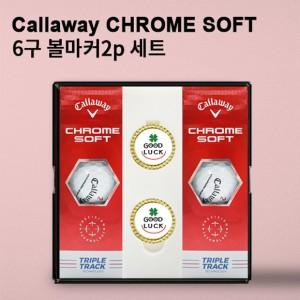 Callaway CHROME SOFT
6구 볼마커2p 세트
Callaway
CHROME
SOFT
TRIPLE
TRACK
GOOD
LUCK
GOOD
LUCK
Callaway
CHROME
SOFT
TRIPLE
TRACK